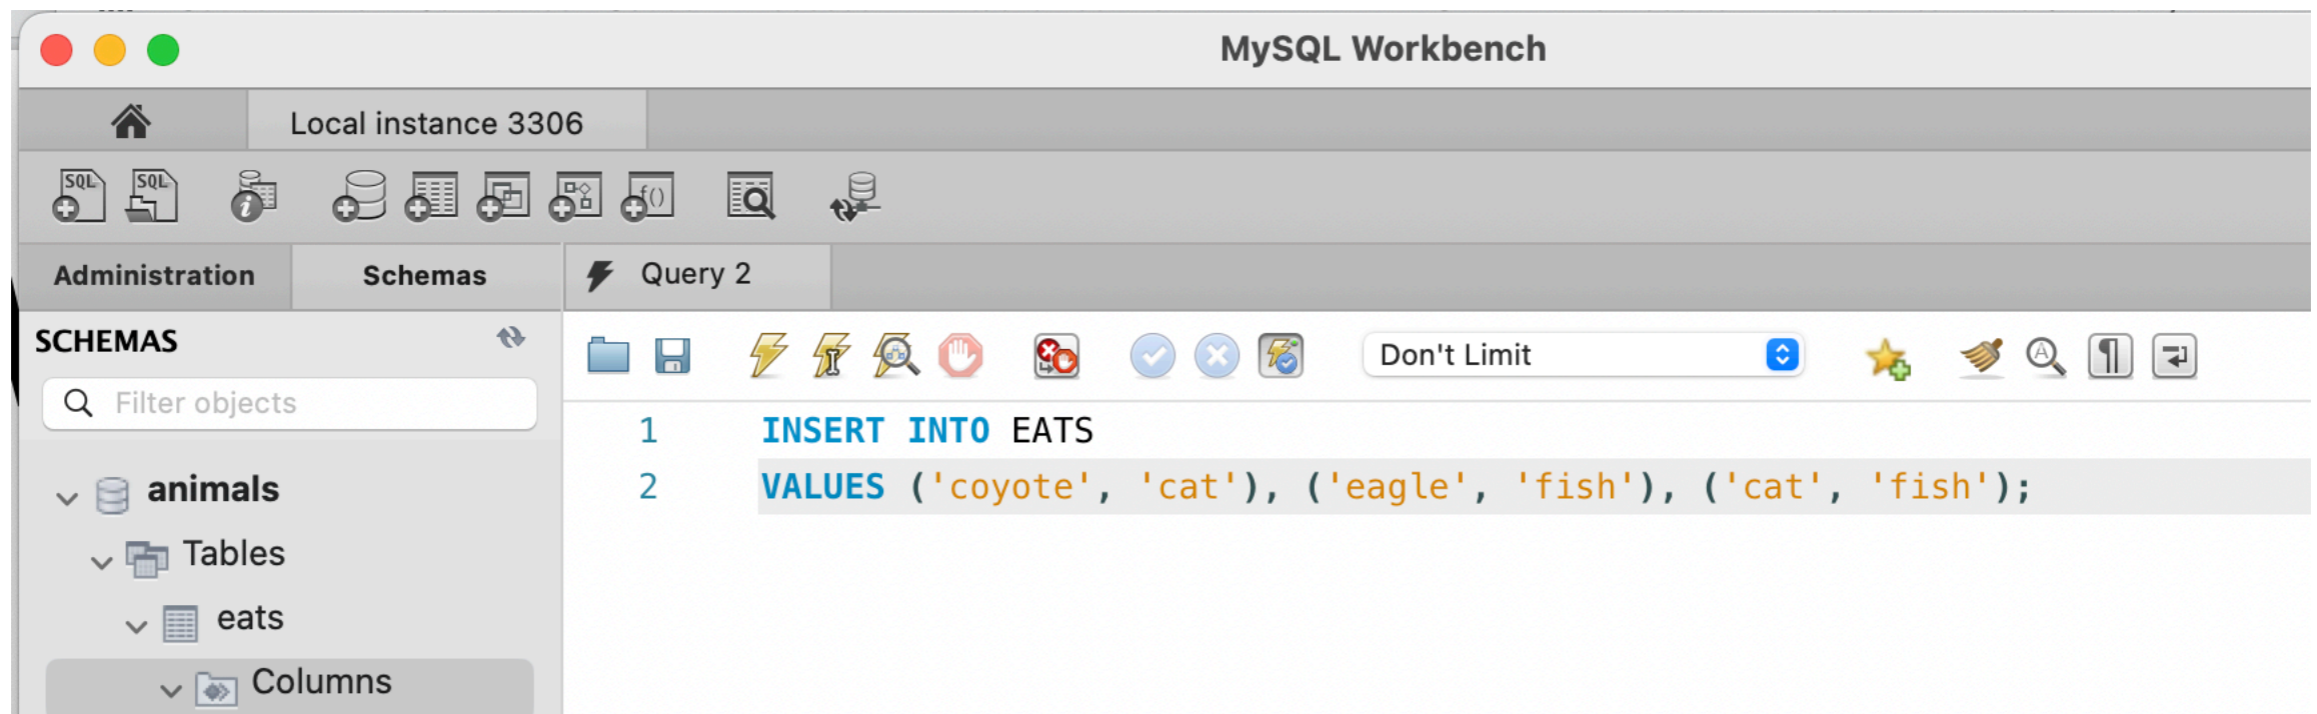 MySQL Workbench
Local instance 3306
SQL SQL i f()
Administration Schemas Query 2
SCHEMAS
Don't Limit
Filter objects
1 INSERT INTO EATS
2 VALUES ('coyote', 'cat'), ('eagle', 'fish'), ('cat', 'fish');
animals
Tables
eats
Columns